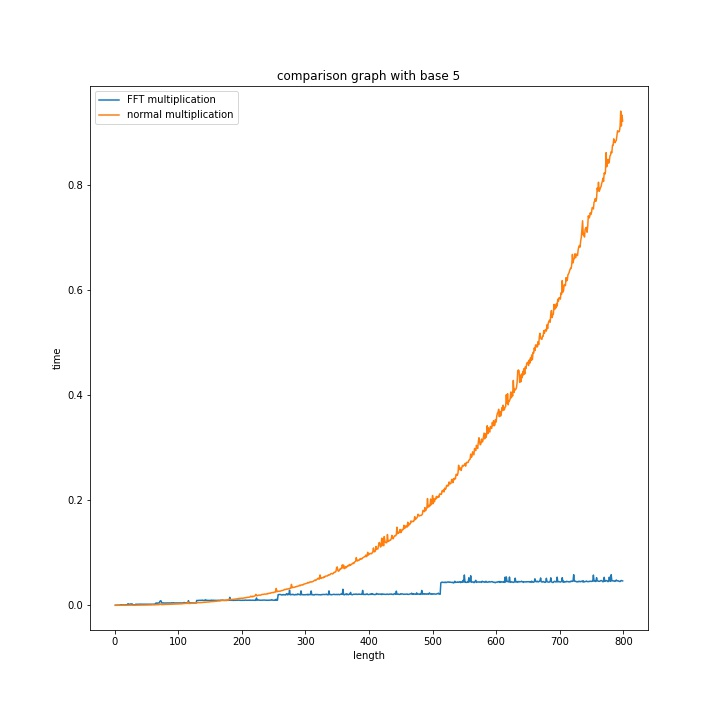 comparison graph with base 5
FFT multiplication
normal multiplication
0.8
0.6
0.4
0.2
0.0
time
0 100 200 300 400 500 600 700 800
length